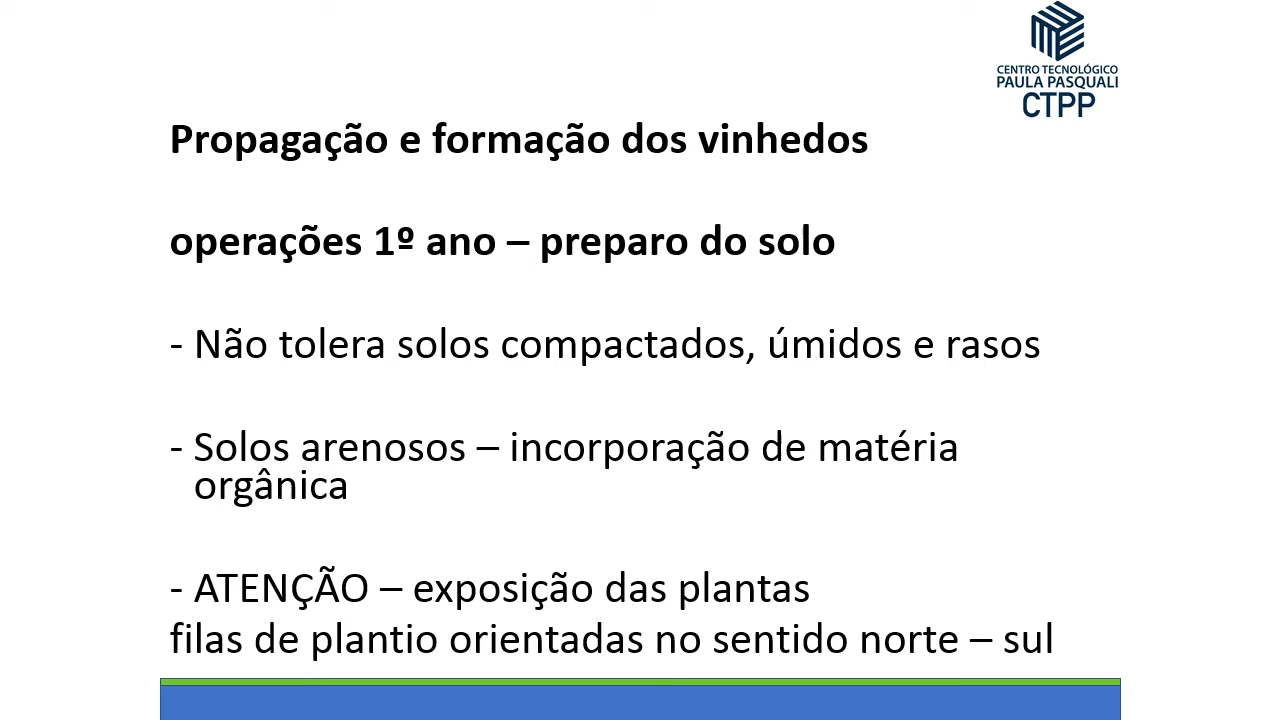 CENTRO TECNOLÓGICO
PAULA PASQUALI
CTPP
Propagação e formação dos vinhedos
operações 1º ano – preparo do solo
- Não tolera solos compactados, úmidos e rasos
- Solos arenosos – incorporação de matéria
orgânica
- ATENÇÃO – exposição das plantas
filas de plantio orientadas no sentido norte – sul